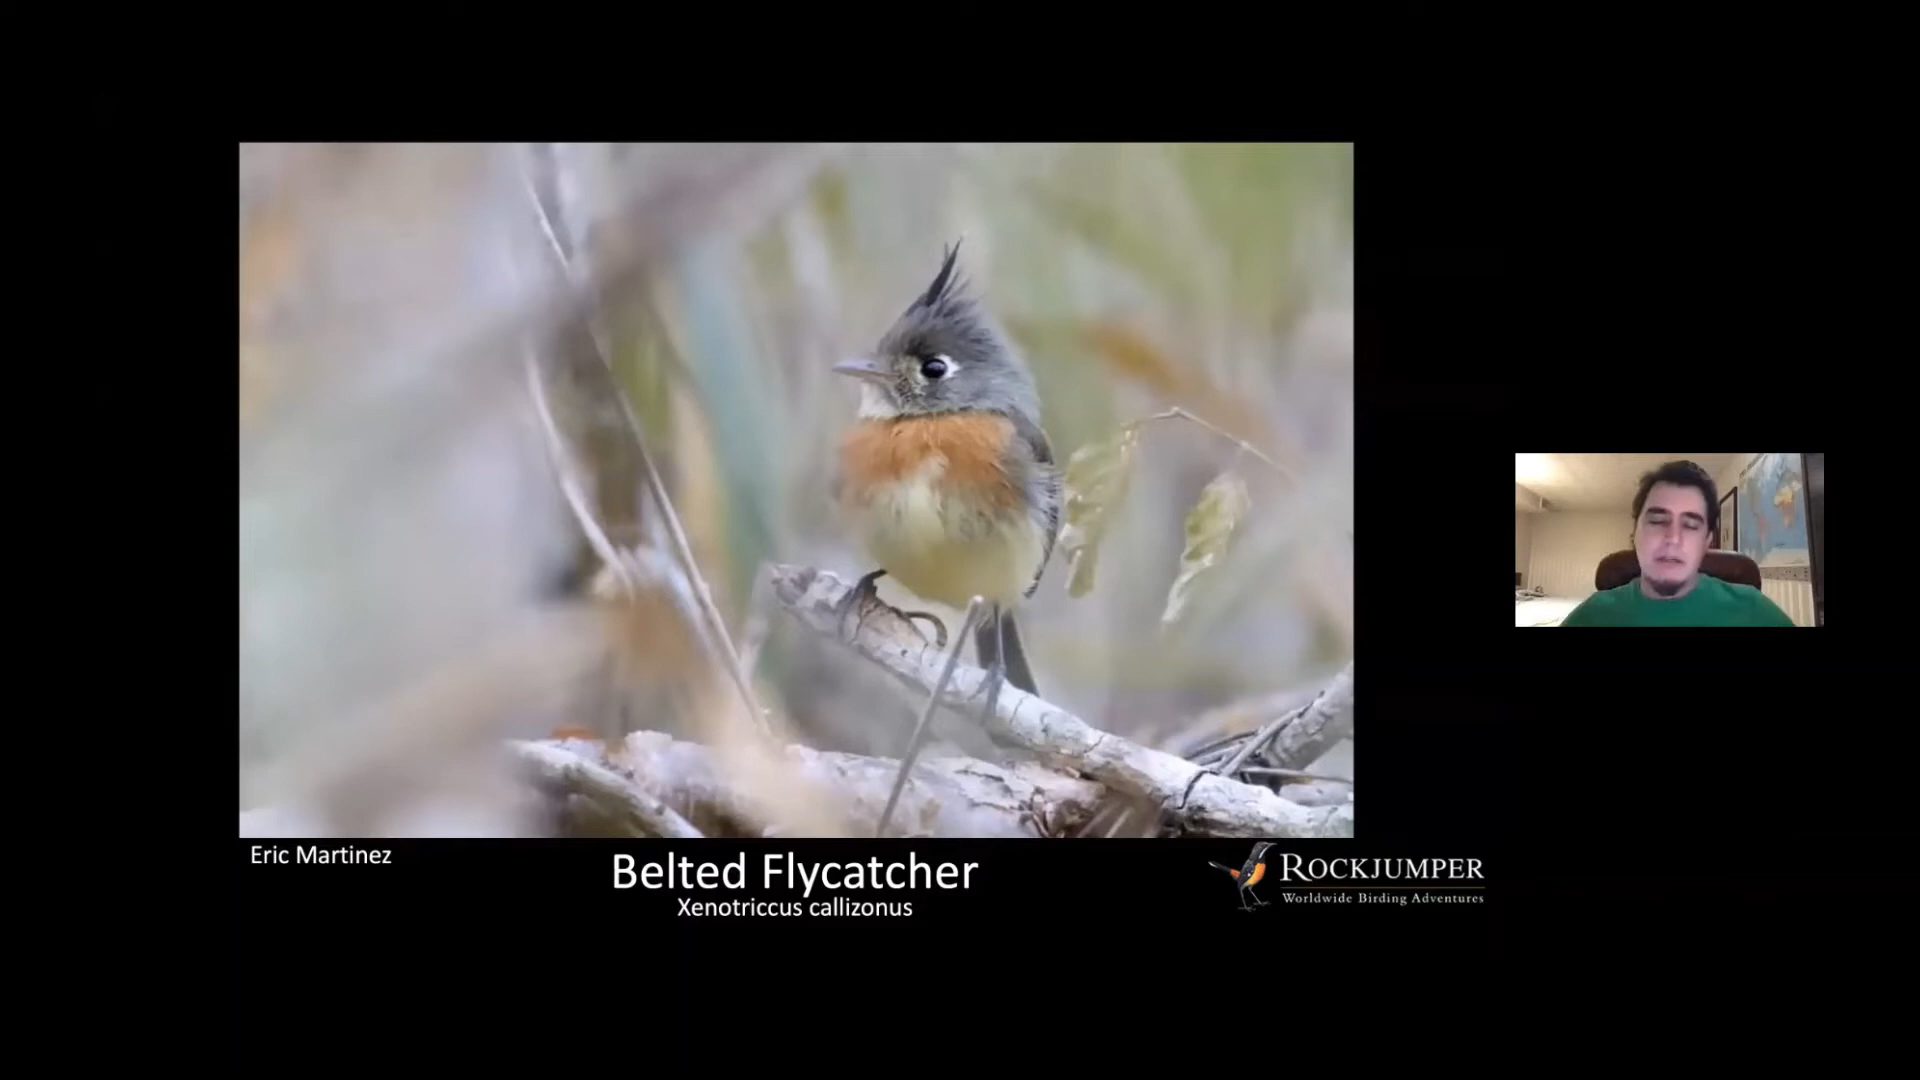 Eric Martinez
Belted Flycatcher
Xenotriccus callizonus
ROCKJUMPER
Worldwide Birding Adventures